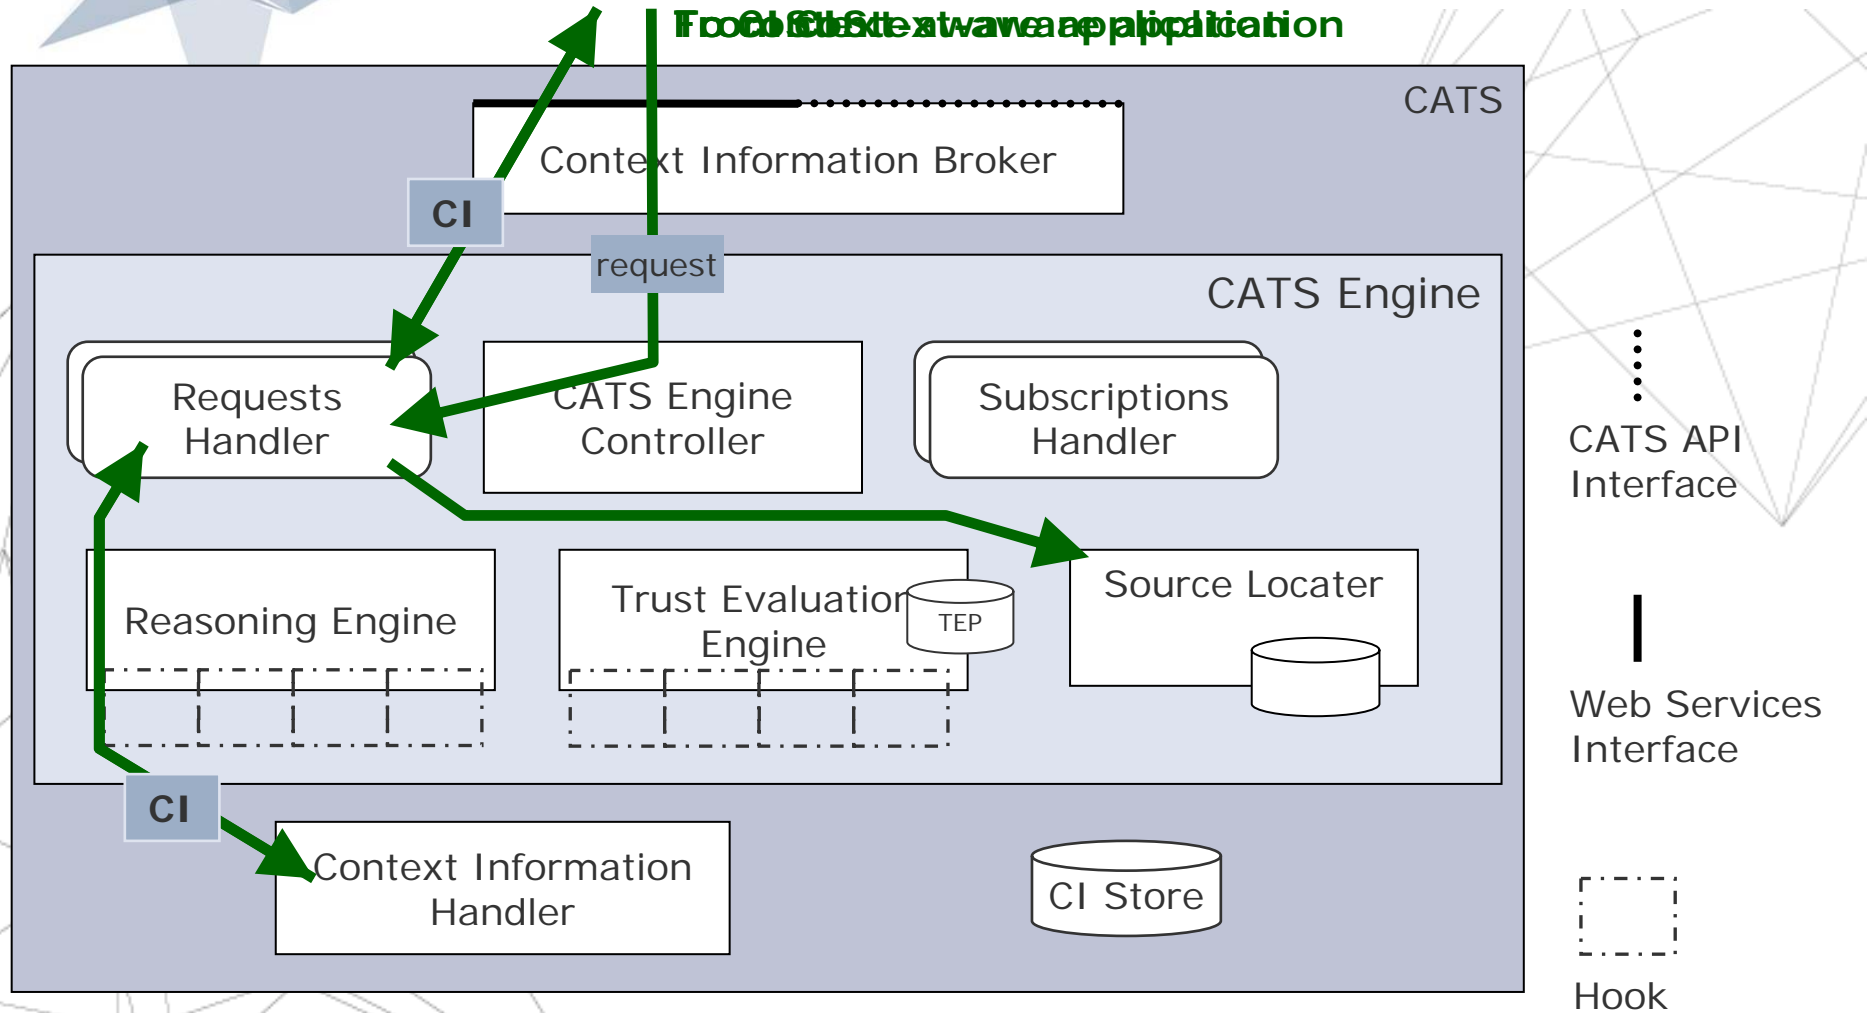 CATS
Context Information Broker
CI
request
CATS Engine
Requests
Handler
CATS Engine
Controller
Subscriptions
Handler
CATS API
Interface
Reasoning Engine
Trust Evaluation
Engine
TEP
Source Locater
Web Services
Interface
CI
Context Information
Handler
CI Store
Hook